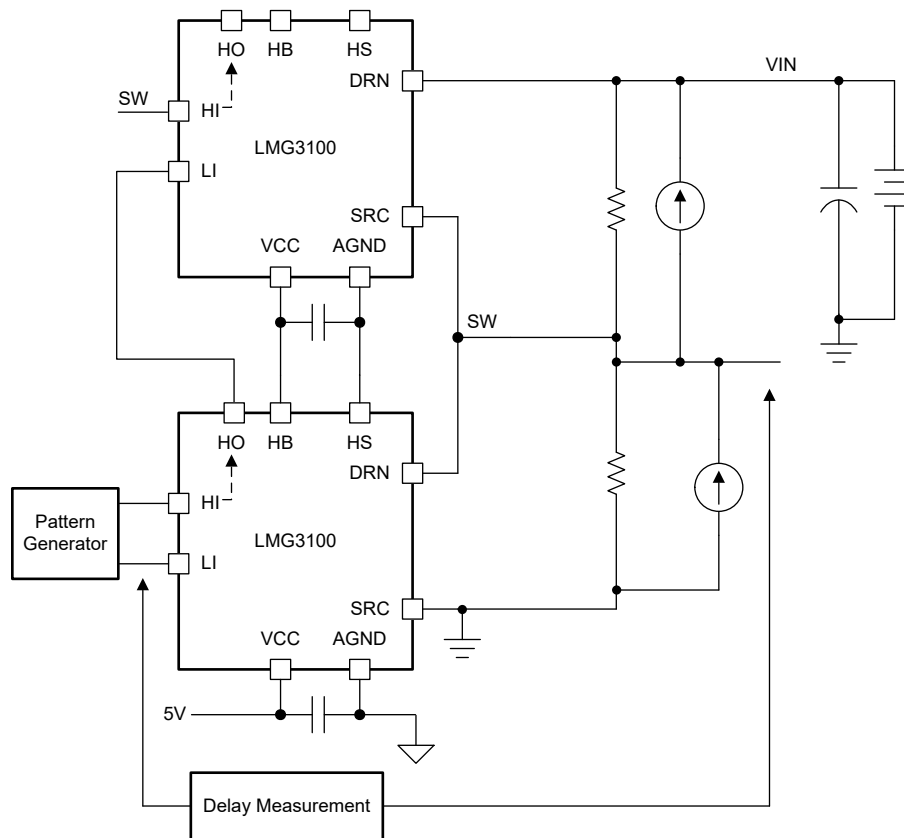 HO HB HS
DRN
VIN
SW
HI
LMG3100
LI
SRC
VCC AGND
SW
HO HB HS
DRN
HI
Pattern
Generator
LMG3100
LI
SRC
VCC AGND
5V
Delay Measurement